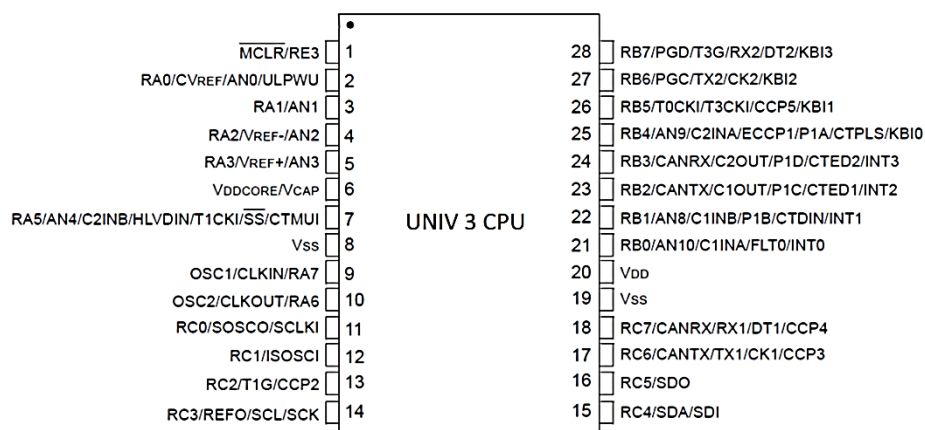 MCLR/RE3 1
RA0/CVREF/AN0/ULPWU 2
RA1/AN1 3
RA2/VREF-/AN2 4
RA3/VREF+/AN3 5
VDDCORE/VCAP 6
RA5/AN4/C2INB/HLVDIN/T1CKI/SS/CTMUI 7
VSS 8
OSC1/CLKIN/RA7 9
OSC2/CLKOUT/RA6 10
RC0/SOSCO/SCLKI 11
RC1/ISOSCI 12
RC2/T1G/CCP2 13
RC3/REFO/SCL/SCK 14
UNIV 3 CPU
28 RB7/PGD/T3G/RX2/DT2/KBI3
27 RB6/PGC/TX2/CK2/KBI2
26 RB5/T0CKI/T3CKI/CCP5/KBI1
25 RB4/AN9/C2INA/ECCP1/P1A/CTPLS/KBI0
24 RB3/CANRX/C2OUT/P1D/CTED2/INT3
23 RB2/CANTX/C1OUT/P1C/CTED1/INT2
22 RB1/AN8/C1INB/P1B/CTDIN/INT1
21 RB0/AN10/C1INA/FLT0/INT0
20 VDD
19 VSS
18 RC7/CANRX/RX1/DT1/CCP4
17 RC6/CANTX/TX1/CK1/CCP3
16 RC5/SDO
15 RC4/SDA/SDI